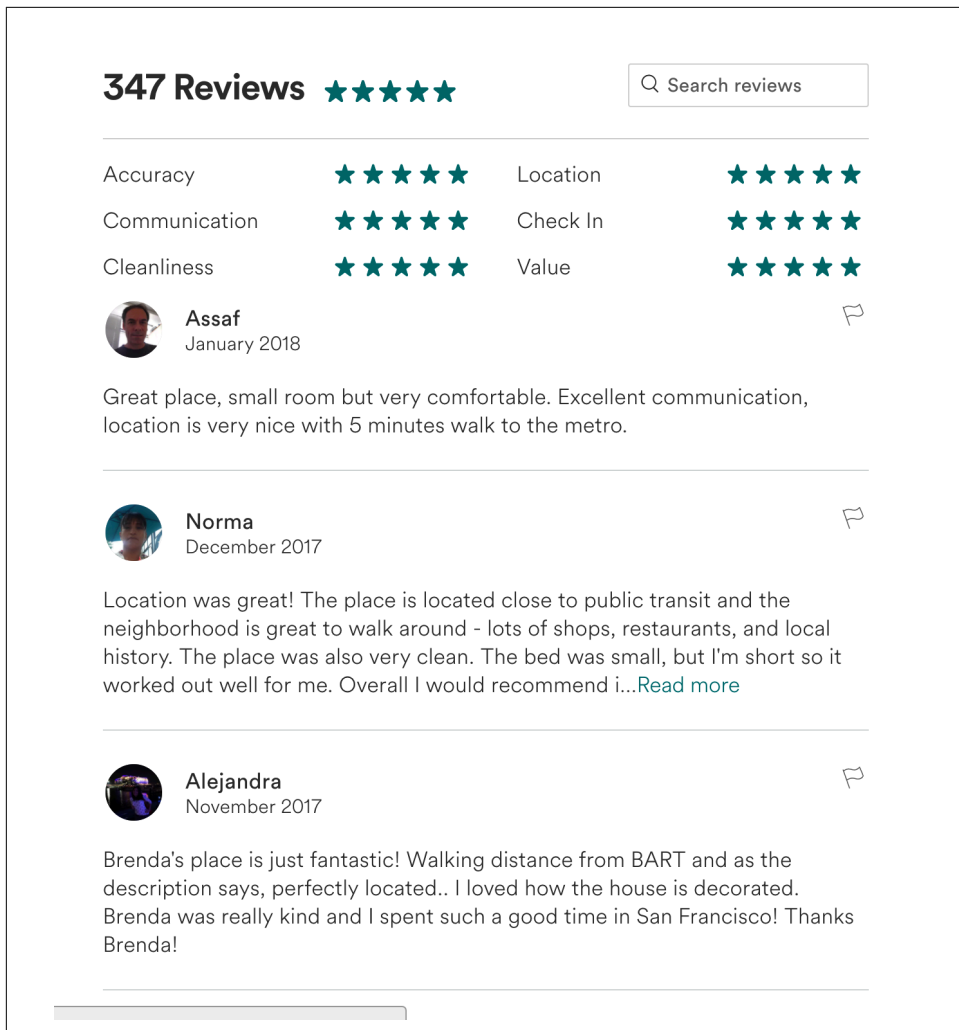 347 Reviews
Search reviews
Accuracy
Location
Communication
Check In
Cleanliness
Value
Assaf
January 2018
Great place, small room but very comfortable. Excellent communication,
location is very nice with 5 minutes walk to the metro.
Norma
December 2017
Location was great! The place is located close to public transit and the
neighborhood is great to walk around - lots of shops, restaurants, and local
history. The place was also very clean. The bed was small, but I'm short so it
worked out well for me. Overall I would recommend i...Read more
Alejandra
November 2017
Brenda's place is just fantastic! Walking distance from BART and as the
description says, perfectly located.. I loved how the house is decorated.
Brenda was really kind and I spent such a good time in San Francisco! Thanks
Brenda!